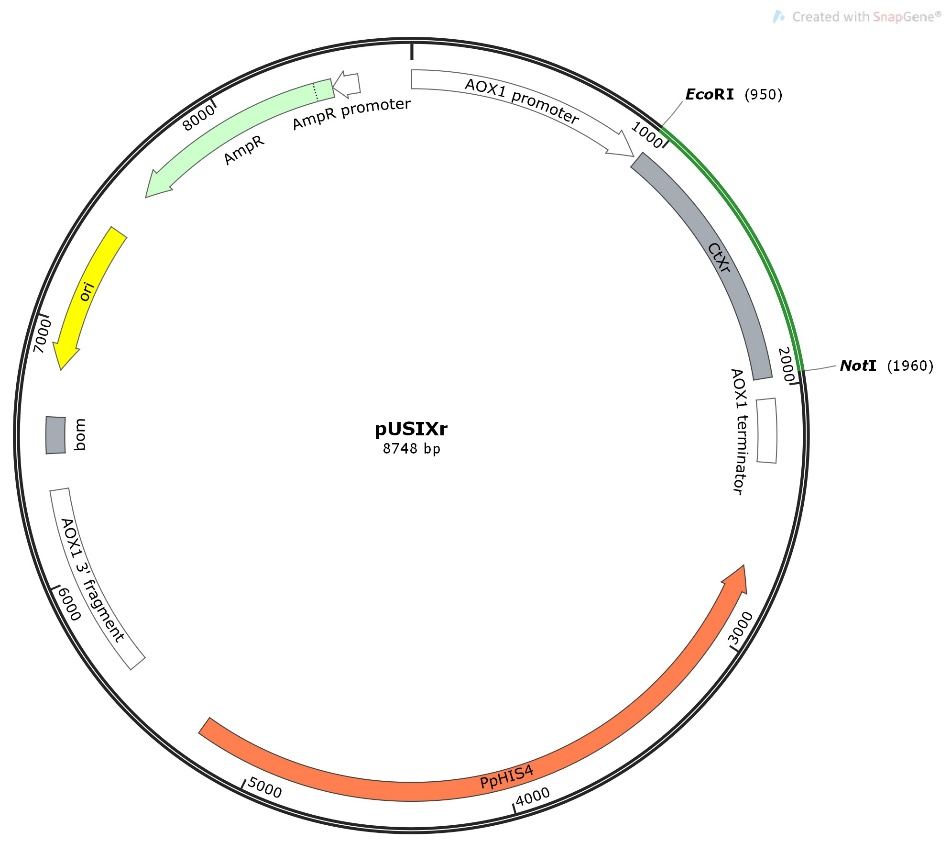 Created with SnapGene®
EcoRI (950)
1000
AOX1 promoter
CtXr
2000
NotI (1960)
AOX1 terminator
3000
PpHIS4
4000
5000
AOX1 3' fragment
6000
bom
7000
ori
AmpR
8000
AmpR promoter
pUSIXr
8748 bp